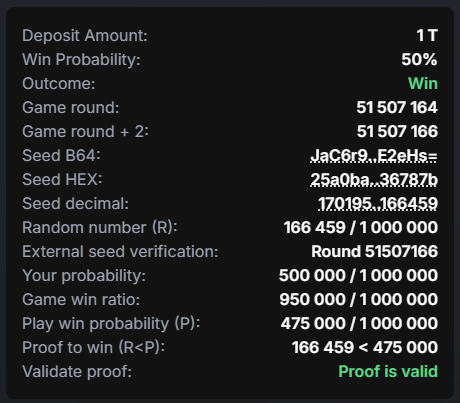 Deposit Amount: 1 T
Win Probability: 50%
Outcome: Win
Game round: 51 507 164
Game round + 2: 51 507 166
Seed B64: JaC6r9..E2eHs=
Seed HEX: 25a0ba..36787b
Seed decimal: 170195..166459
Random number (R): 166 459 / 1 000 000
External seed verification: Round 51507166
Your probability: 500 000 / 1 000 000
Game win ratio: 950 000 / 1 000 000
Play win probability (P): 475 000 / 1 000 000
Proof to win (R<P): 166 459 < 475 000
Validate proof: Proof is valid